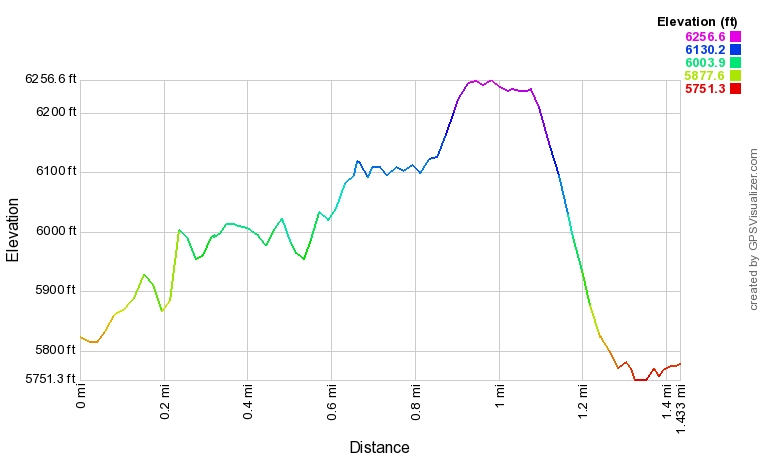 Elevation (ft)
6256.6
6130.2
6003.9
5877.6
5751.3
6256.6 ft
6200 ft
6100 ft
6000 ft
5900 ft
5800 ft
5751.3 ft
Elevation
0 mi
0.2 mi
0.4 mi
0.6 mi
0.8 mi
1 mi
1.2 mi
1.4 mi
1.433 mi
Distance
created by GPSVisualizer.com